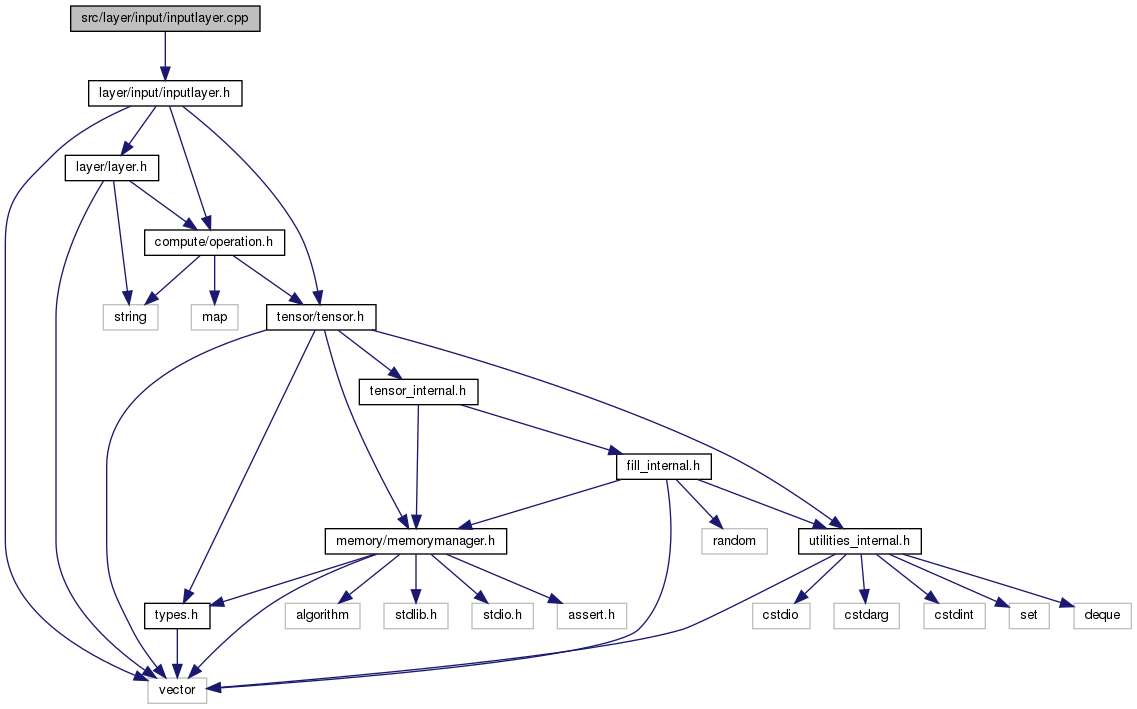 src/layer/input/inputlayer.cpp
layer/input/inputlayer.h
layer/layer.h
compute/operation.h
string
map
tensor/tensor.h
tensor_internal.h
fill_internal.h
memory/memorymanager.h
random
utilities_internal.h
types.h
algorithm
stdlib.h
stdio.h
assert.h
cstdio
cstdarg
cstdint
set
deque
vector